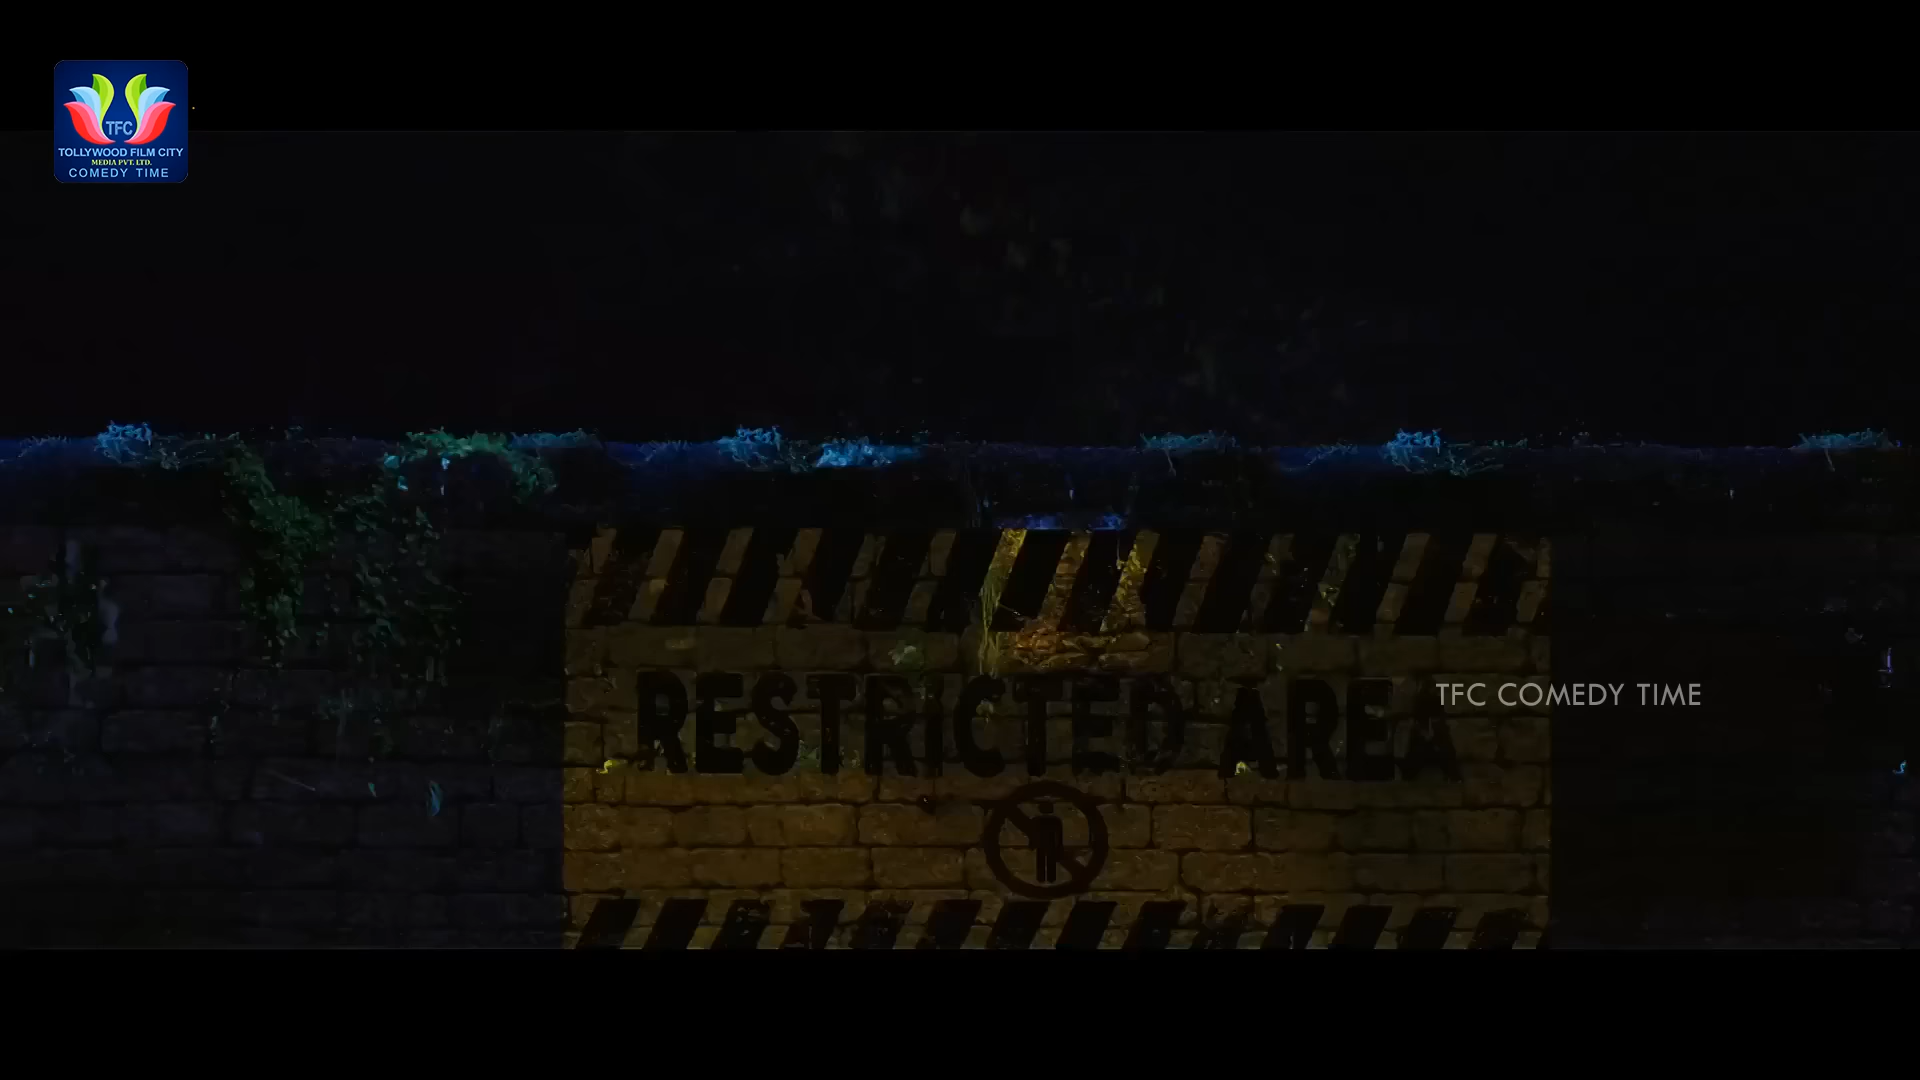 TFC
TOLLYWOOD FILM CITY
MEDIA PVT. LTD.
COMEDY TIME
RESTRICTED AREA
TFC COMEDY TIME